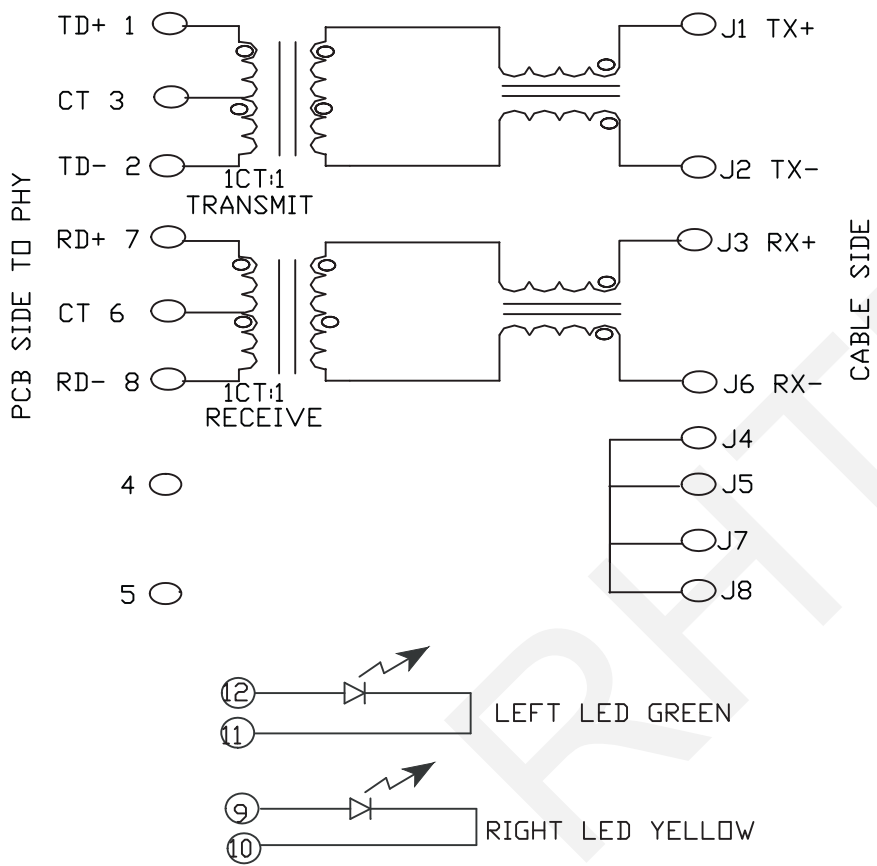 TD+ 1
J1 TX+
CT 3
TD- 2
J2 TX-
1CT:1
TRANSMIT
PCB SIDE TO PHY
RD+ 7
J3 RX+
CABLE SIDE
CT 6
RD- 8
J6 RX-
1CT:1
RECEIVE
J4
4
J5
J7
5
J8
12
LEFT LED GREEN
11
9
RIGHT LED YELLOW
10
RHT